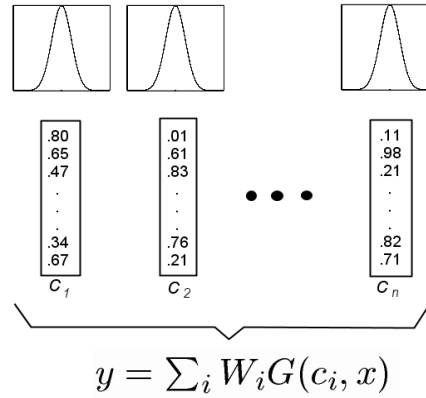 .80 .01 .11
.65 .61 .98
.47 .83 .21
. . .
. . .
. . .
.34 .76 .82
.67 .21 .71
C₁ C₂ Cₙ
y = ∑ᵢ WᵢG(cᵢ, x)